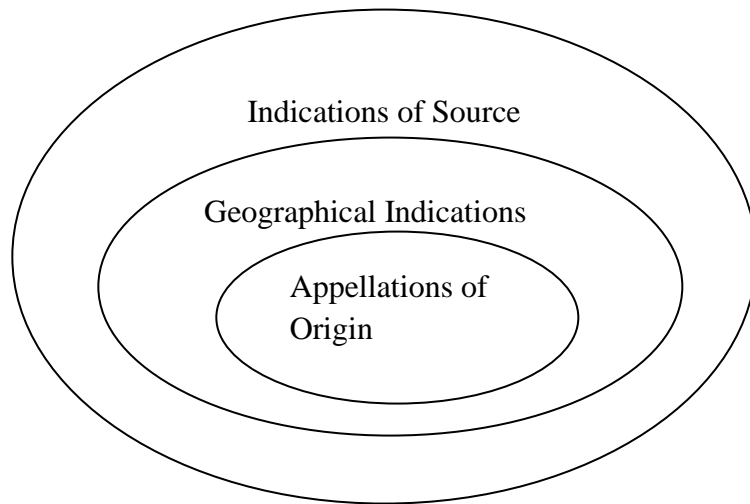 Indications of Source
Geographical Indications
Appellations of
Origin